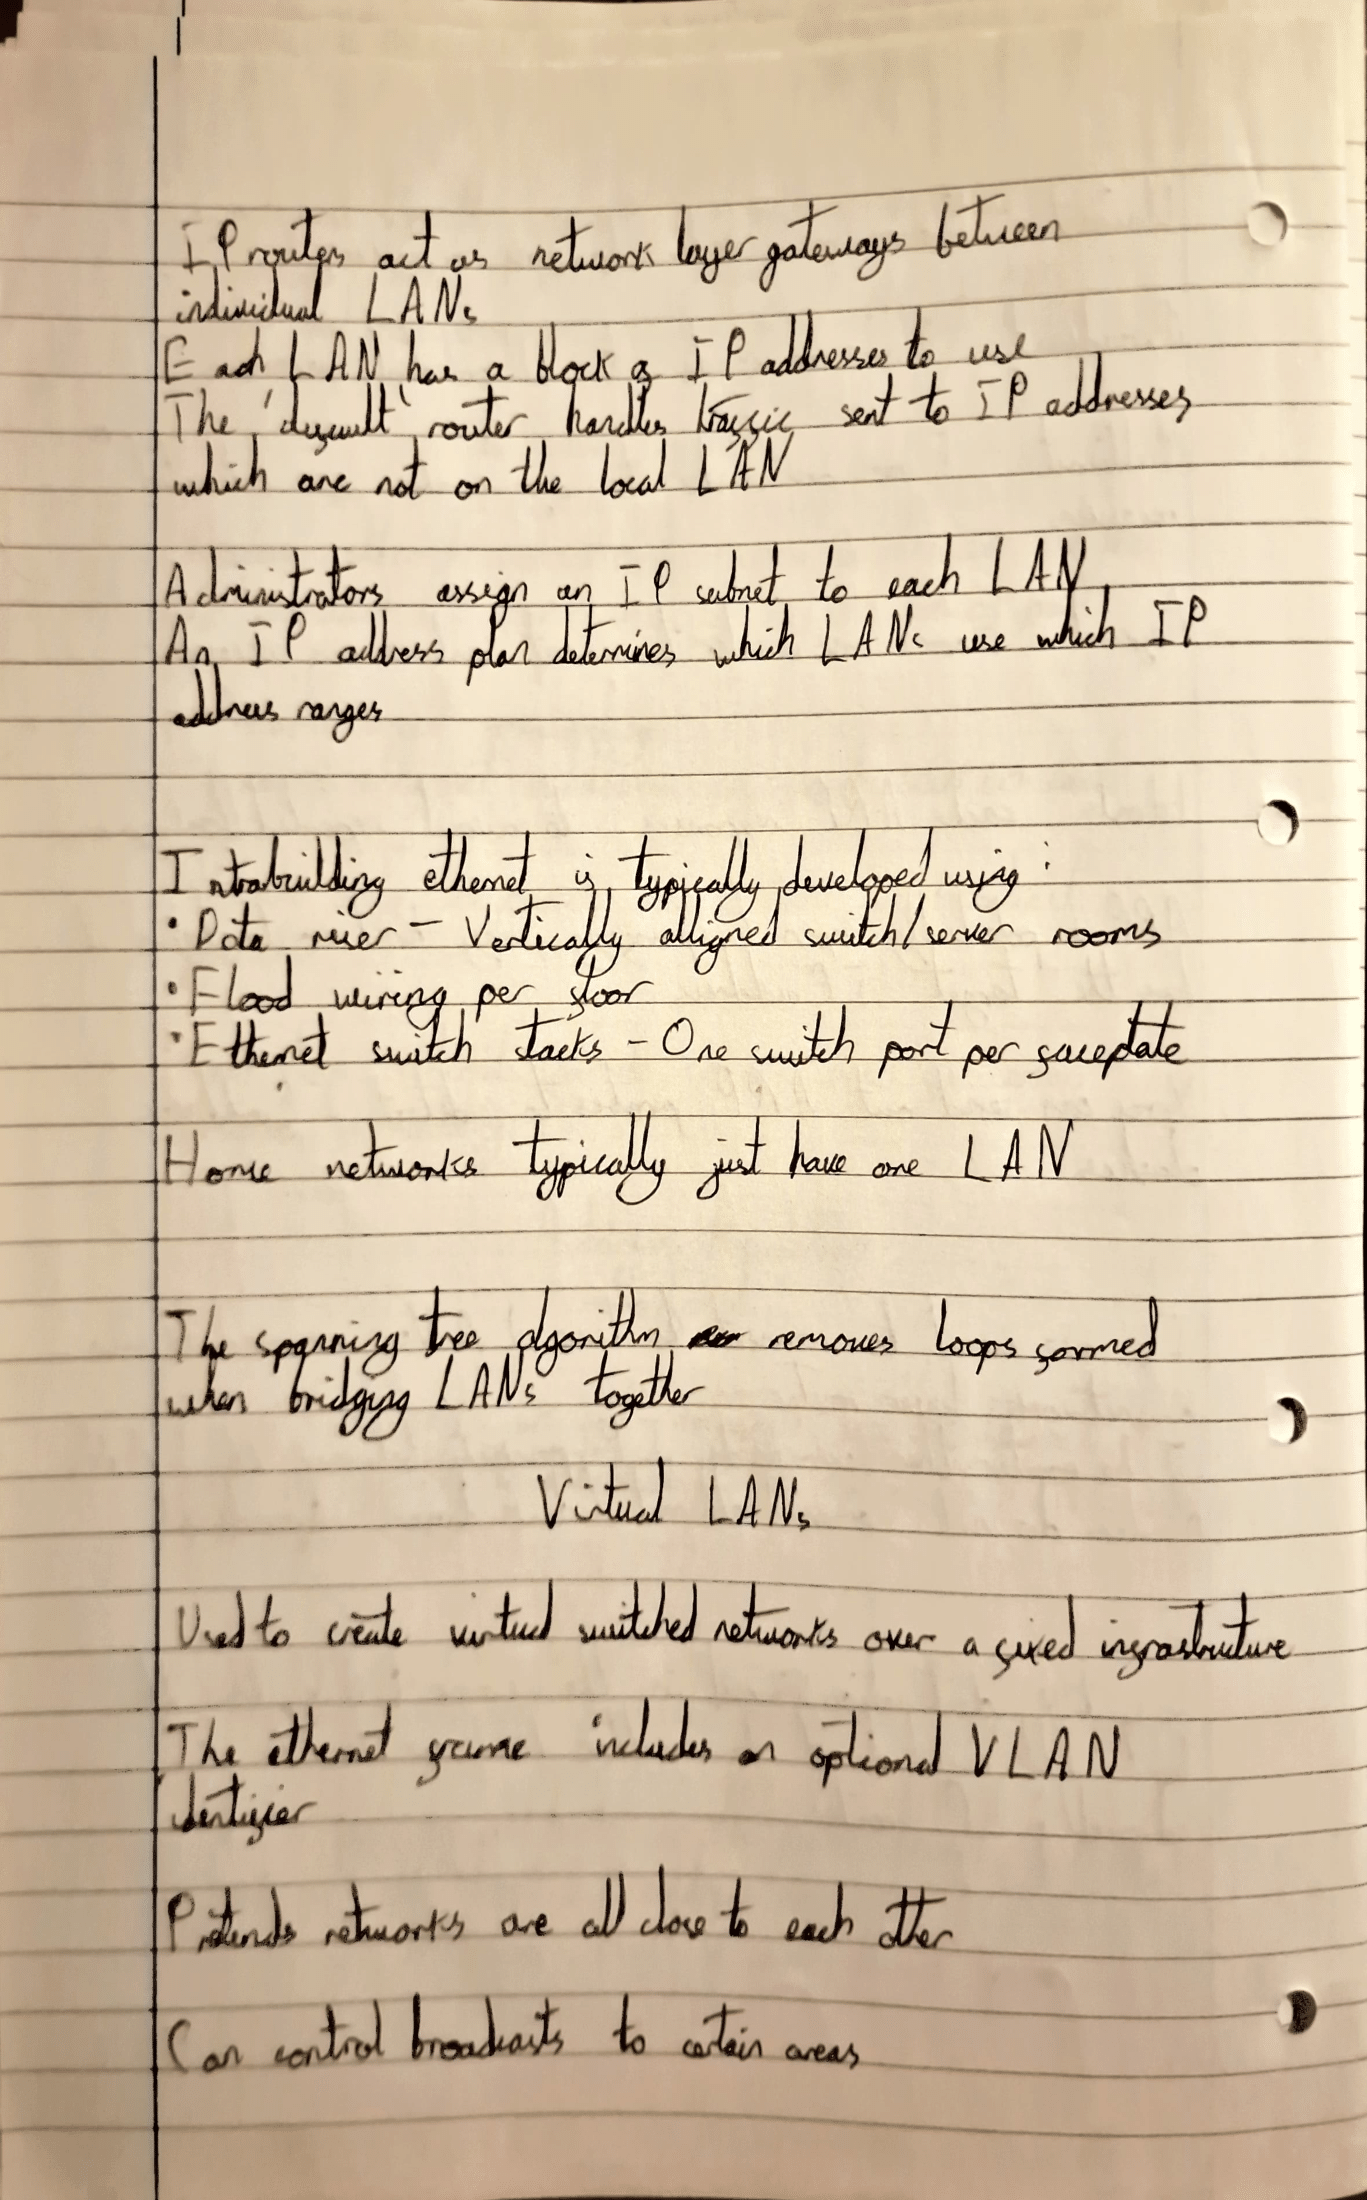 IP routers act as network layer gateways between
individual LANs
Each LAN has a block of IP addresses to use
The 'default' router handles traffic sent to IP addresses
which are not on the local LAN
Administrators assign an IP subnet to each LAN
An IP address plan determines which LANs use which IP
address ranges
Intrabuilding ethernet is typically developed using:
• Data riser - Vertically alligned switch/server rooms
• Flood wiring per floor
• Ethernet switch stacks - One switch port per faceplate
Home networks typically just have one LAN
The spanning tree algorithm removes loops formed
when bridging LANs together
Virtual LANs
Used to create virtual switched networks over a fixed infrastructure
The ethernet frame includes an optional VLAN
identifier
Pretends networks are all close to each other
Can control broadcasts to certain areas